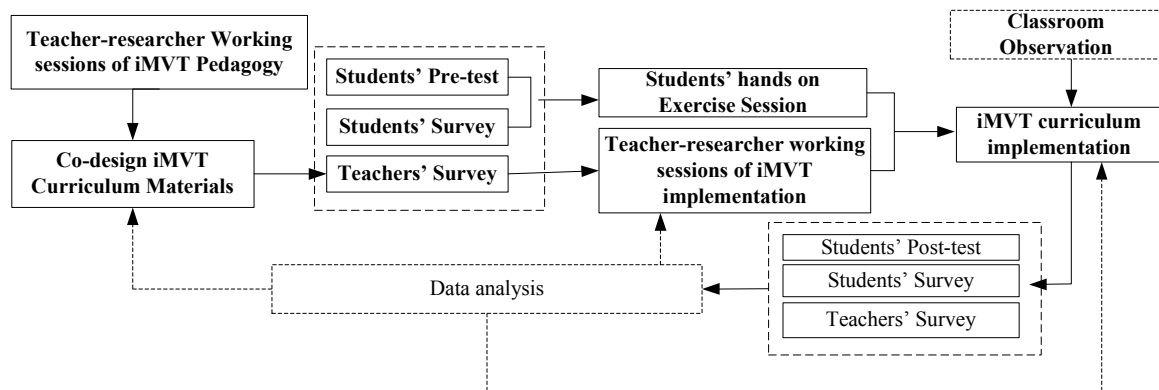 Teacher-researcher Working
sessions of iMVT Pedagogy
Co-design iMVT
Curriculum Materials
Students’ Pre-test
Students’ Survey
Teachers’ Survey
Students’ hands on
Exercise Session
Teacher-researcher working
sessions of iMVT
implementation
Classroom
Observation
iMVT curriculum
implementation
Students’ Post-test
Students’ Survey
Teachers’ Survey
Data analysis